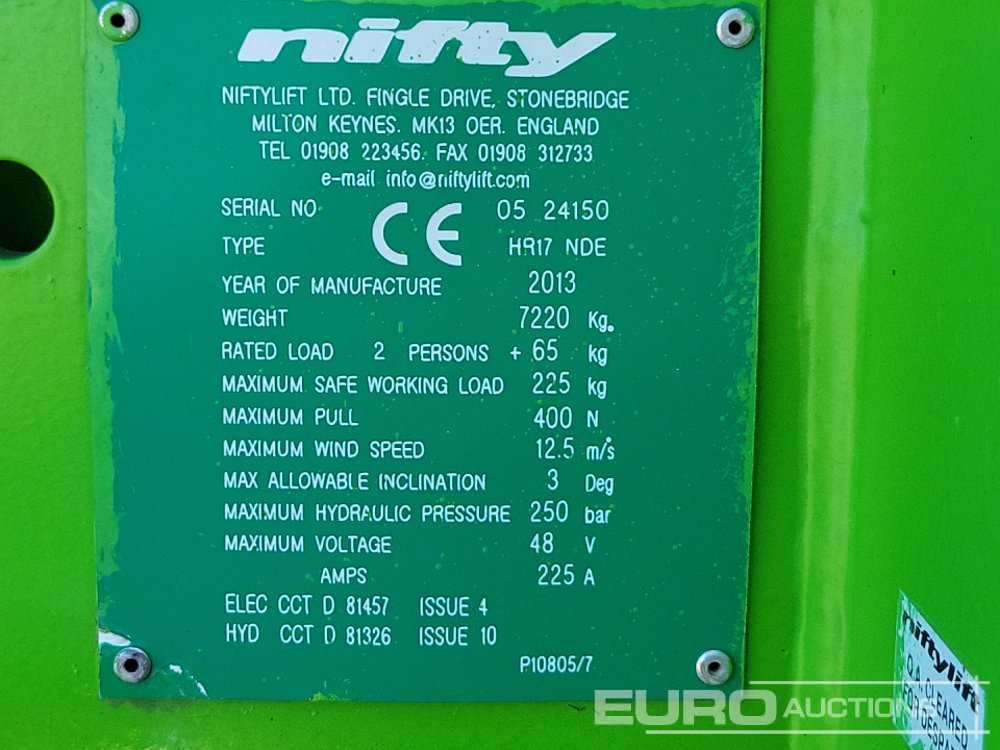 nifty
NIFTYLIFT LTD. FINGLE DRIVE, STONEBRIDGE
MILTON KEYNES. MK13 OER. ENGLAND
TEL 01908 223456. FAX 01908 312733
e-mail info@niftylift.com
SERIAL NO CE 05 24150
TYPE HR17 NDE
YEAR OF MANUFACTURE 2013
WEIGHT 7220 Kg.
RATED LOAD 2 PERSONS + 65 kg
MAXIMUM SAFE WORKING LOAD 225 kg
MAXIMUM PULL 400 N
MAXIMUM WIND SPEED 12.5 m/s
MAX ALLOWABLE INCLINATION 3 Deg
MAXIMUM HYDRAULIC PRESSURE 250 bar
MAXIMUM VOLTAGE 48 V
AMPS 225 A
ELEC CCT D 81457 ISSUE 4
HYD CCT D 81326 ISSUE 10
P10805/7
niftylift
Q.A. CLEARED
FOR
EURO AUCTIONS